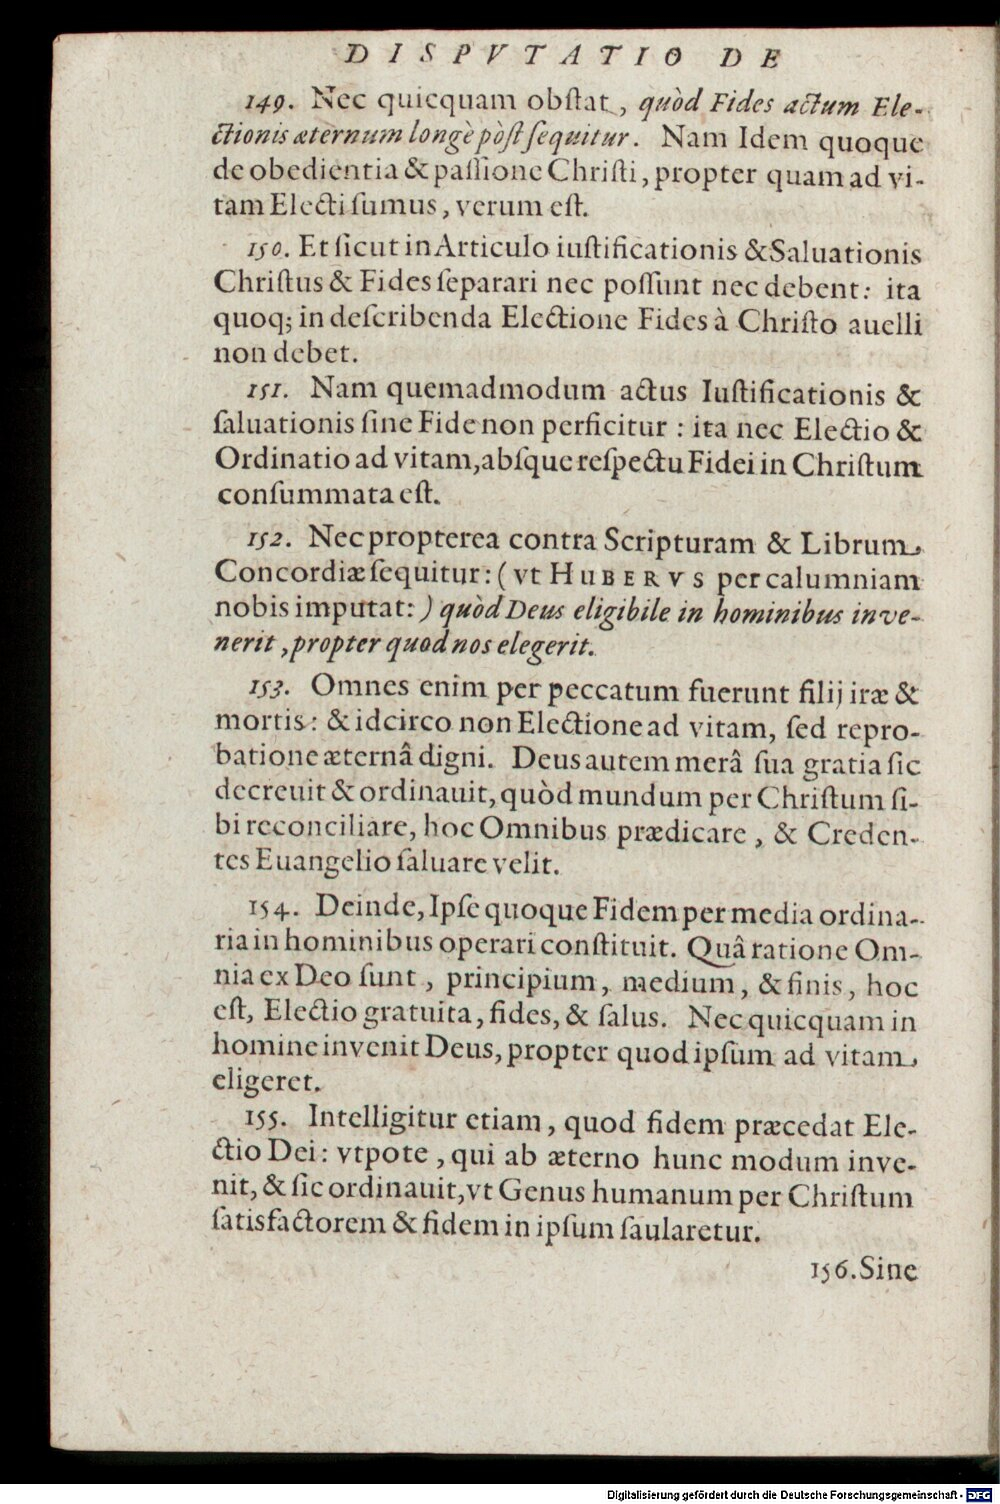 DISPVTATIO DE
149. Nec quicquam obſtat, quòd Fides actum Ele-
ctionis æternum longè pòſt ſequitur. Nam Idem quoque
de obedientia & paſſione Chriſti, propter quam ad vi-
tam Electi ſumus, verum eſt.
150. Et ſicut in Articulo iuſtificationis & Saluationis
Chriſtus & Fides ſeparari nec poſſunt nec debent: ita
quoq; in deſcribenda Electione Fides à Chriſto auelli
non debet.
151. Nam quemadmodum actus Iuſtificationis &
ſaluationis ſine Fide non perficitur : ita nec Electio &
Ordinatio ad vitam, abſque reſpectu Fidei in Chriſtum
conſummata eſt.
152. Nec propterea contra Scripturam & Librum
Concordiæ ſequitur: ( vt HUBERVS per calumniam
nobis imputat: ) quòd Deus eligibile in hominibus inve-
nerit, propter quod nos elegerit.
153. Omnes enim per peccatum fuerunt filij iræ &
mortis: & idcirco non Electione ad vitam, ſed repro-
batione æternâ digni. Deus autem merâ ſua gratia ſic
decreuit & ordinauit, quòd mundum per Chriſtum ſi-
bi reconciliare, hoc Omnibus prædicare, & Creden-
tes Euangelio ſaluare velit.
154. Deinde, Ipſe quoque Fidem per media ordina-
ria in hominibus operari conſtituit. Quâ ratione Om-
nia ex Deo ſunt, principium, medium, & finis, hoc
eſt, Electio gratuita, fides, & ſalus. Nec quicquam in
homine invenit Deus, propter quod ipſum ad vitam
eligeret.
155. Intelligitur etiam, quod fidem præcedat Ele-
ctio Dei: vtpote, qui ab æterno hunc modum inve-
nit, & ſic ordinauit, vt Genus humanum per Chriſtum
ſatisfactorem & fidem in ipſum ſaularetur.
156. Sine
Digitalisierung gefördert durch die Deutsche Forschungsgemeinschaft - DFG